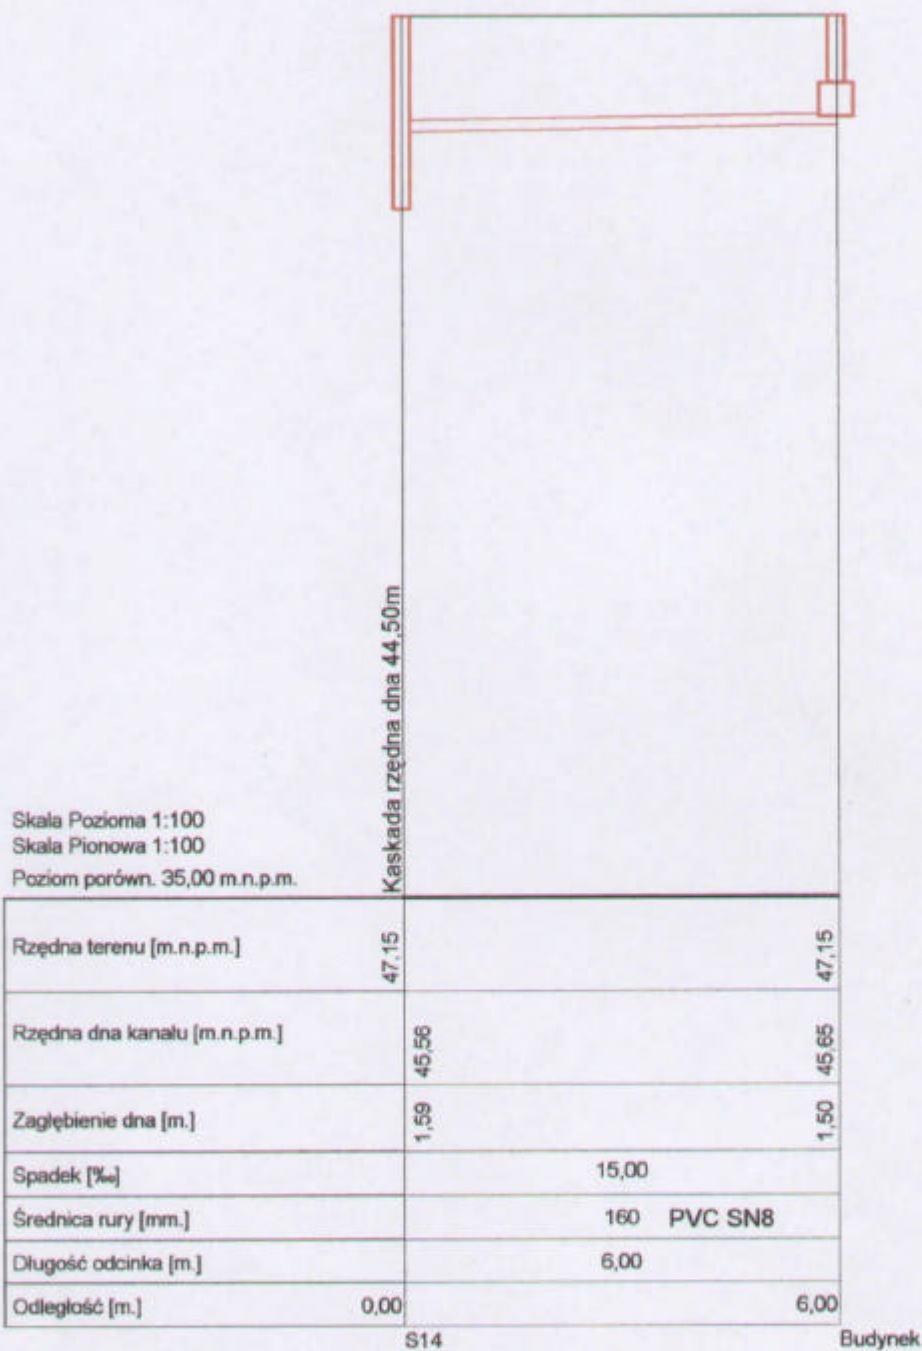 Kaskada rzędna dna 44,50m
Skala Pozioma 1:100
Skala Pionowa 1:100
Poziom porówn. 35,00 m.n.p.m.
Rzędna terenu [m.n.p.m.] 47.15 47,15
Rzędna dna kanału [m.n.p.m.] 45,56 45,65
Zagłębienie dna [m.] 1,59 1,50
Spadek [‰] 15,00
Średnica rury [mm.] 160 PVC SN8
Długość odcinka [m.] 6,00
Odległość [m.] 0,00 6,00
S14 Budynek